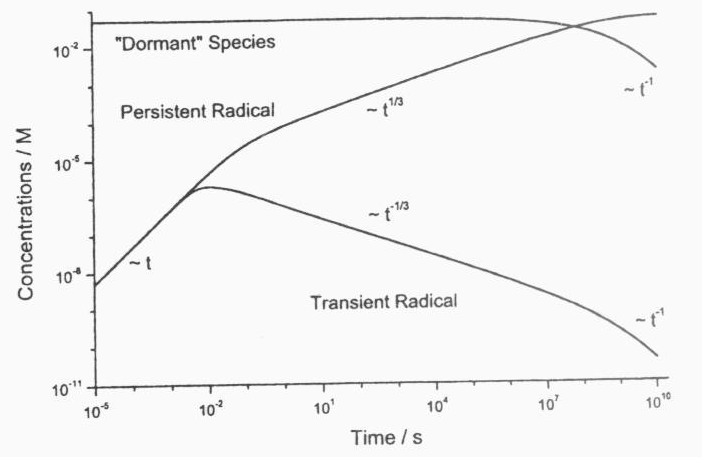 "Dormant" Species
Persistent Radical
~ t^1/3
~ t^-1
~ t
~ t^-1/3
Transient Radical
~ t^-1
Concentrations / M
10^-2
10^-5
10^-8
10^-11
10^-5
10^-2
10^1
10^4
10^7
10^10
Time / s